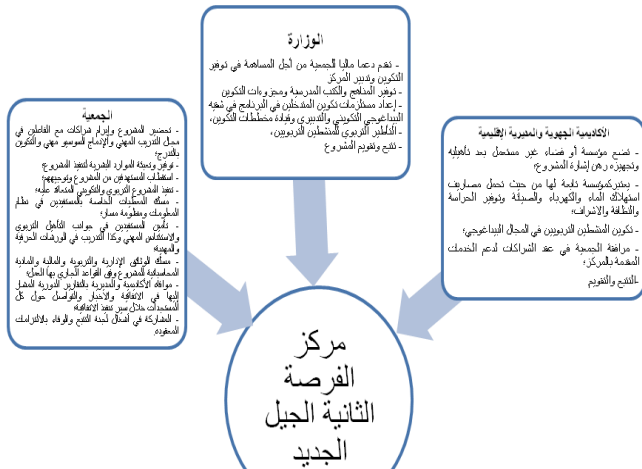 الوزارة
- تقدم دعما ماليا للجمعية من أجل المساهمة في توفير
التكوين وتدبير المركز
- توفير المناهج والكتب المدرسية ومجزوءات التكوين
- إعداد مستلزمات تكوين المتدخلين في البرنامج في شقيه
البيداغوجي التكويني والتدبيري وقيادة مخططات التكوين،
- التأطير التربوي للمنشطين التربويين،
- تتبع وتقويم المشروع
الجمعية
- تحضير المشروع وإبرام شراكات مع الفاعلين في
مجال التدريب المهني والإدماج السوسيو مهني والتكوين
بالتدرج؛
- توفير وتعبئة الموارد البشرية لتنفيذ المشروع؛
- استقطاب المستهدفين من المشروع وتوجيههم؛
- تنفيذ المشروع التربوي والتكويني المتعاقد عليه؛
- مسك المعطيات الخاصة بالمستفيدين في نظام
المعلومات ومنظومة مسار؛
- تأمين المستفيدين في جوانب التأهيل التربوي
والاستئناس المهني وكذا التدريب في الورشات الحرفية
والمهنية؛
- مسك الوثائق الإدارية والتربوية والمالية والمادية
المحاسباتية للمشروع وفق القواعد الجاري بها العمل؛
- موافاة الأكاديمية والمديرية بالتقارير الدورية المشار
إليها في الاتفاقية والاخبار والتواصل حول كل
المستجدات خلال سير تنفيذ الاتفاقية؛
- المشاركة في أشغال لجنة التتبع والوفاء بالالتزامات
المعقودة.
الأكاديمية الجهوية والمديرية الإقليمية
- تضع مؤسسة أو فضاء غير مستعمل بعد تأهيله
وتجهيزه رهن إشارة المشروع؛
- يعتبر كمؤسسة تابعة لها من حيث تحمل مصاريف
استهلاك الماء والكهرباء والصيانة وتوفير الحراسة
والنظافة والاشراف؛
- تكوين المنشطين التربويين في المجال البيداغوجي؛
- مرافقة الجمعية في عقد الشراكات لدعم الخدمات
المقدمة بالمركز؛
- التتبع والتقويم
مركز
الفرصة
الثانية الجيل
الجديد